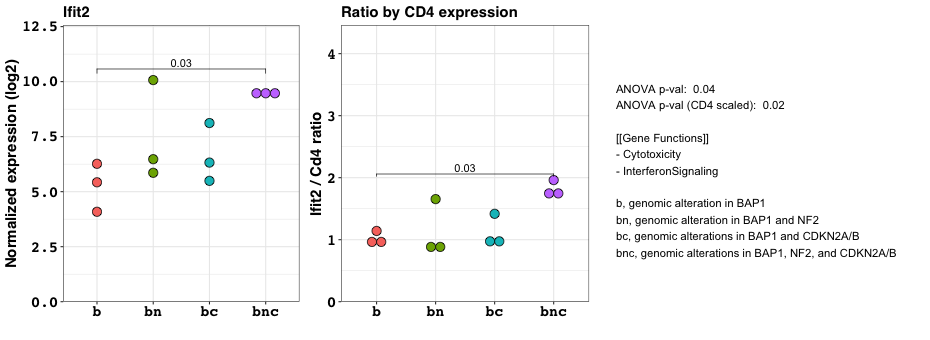 Ifit2
Normalized expression (log2)
12.5
10.0
7.5
5.0
2.5
0.0
0.03
b bn bc bnc
Ratio by CD4 expression
Ifit2 / Cd4 ratio
4
3
2
1
0
0.03
b bn bc bnc
ANOVA p-val: 0.04
ANOVA p-val (CD4 scaled): 0.02
[[Gene Functions]]
- Cytotoxicity
- InterferonSignaling
b, genomic alteration in BAP1
bn, genomic alteration in BAP1 and NF2
bc, genomic alterations in BAP1 and CDKN2A/B
bnc, genomic alterations in BAP1, NF2, and CDKN2A/B